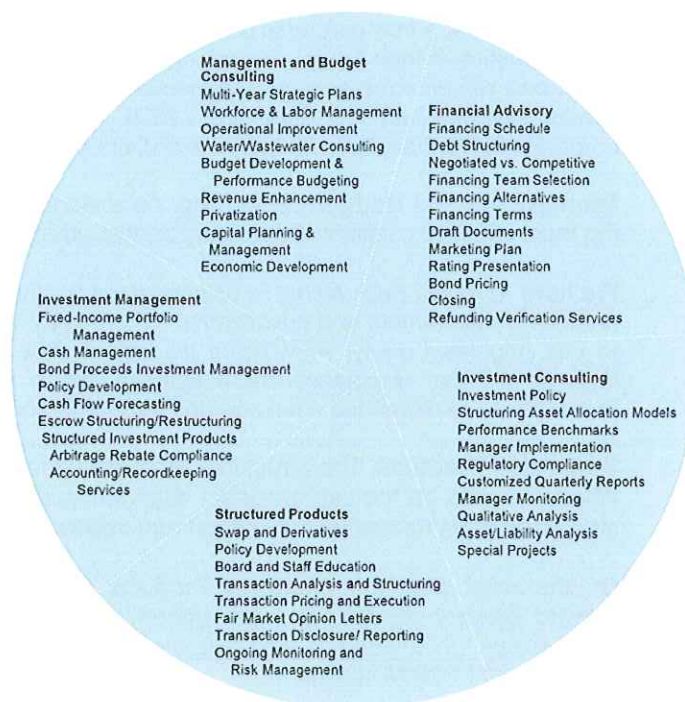 Management and Budget
Consulting
Multi-Year Strategic Plans
Workforce & Labor Management
Operational Improvement
Water/Wastewater Consulting
Budget Development &
Performance Budgeting
Revenue Enhancement
Privatization
Capital Planning &
Management
Economic Development
Financial Advisory
Financing Schedule
Debt Structuring
Negotiated vs. Competitive
Financing Team Selection
Financing Alternatives
Financing Terms
Draft Documents
Marketing Plan
Rating Presentation
Bond Pricing
Closing
Refunding Verification Services
Investment Management
Fixed-Income Portfolio
Management
Cash Management
Bond Proceeds Investment Management
Policy Development
Cash Flow Forecasting
Escrow Structuring/Restructuring
Structured Investment Products
Arbitrage Rebate Compliance
Accounting/Recordkeeping
Services
Investment Consulting
Investment Policy
Structuring Asset Allocation Models
Performance Benchmarks
Manager Implementation
Regulatory Compliance
Customized Quarterly Reports
Manager Monitoring
Qualitative Analysis
Asset/Liability Analysis
Special Projects
Structured Products
Swap and Derivatives
Policy Development
Board and Staff Education
Transaction Analysis and Structuring
Transaction Pricing and Execution
Fair Market Opinion Letters
Transaction Disclosure/ Reporting
Ongoing Monitoring and
Risk Management